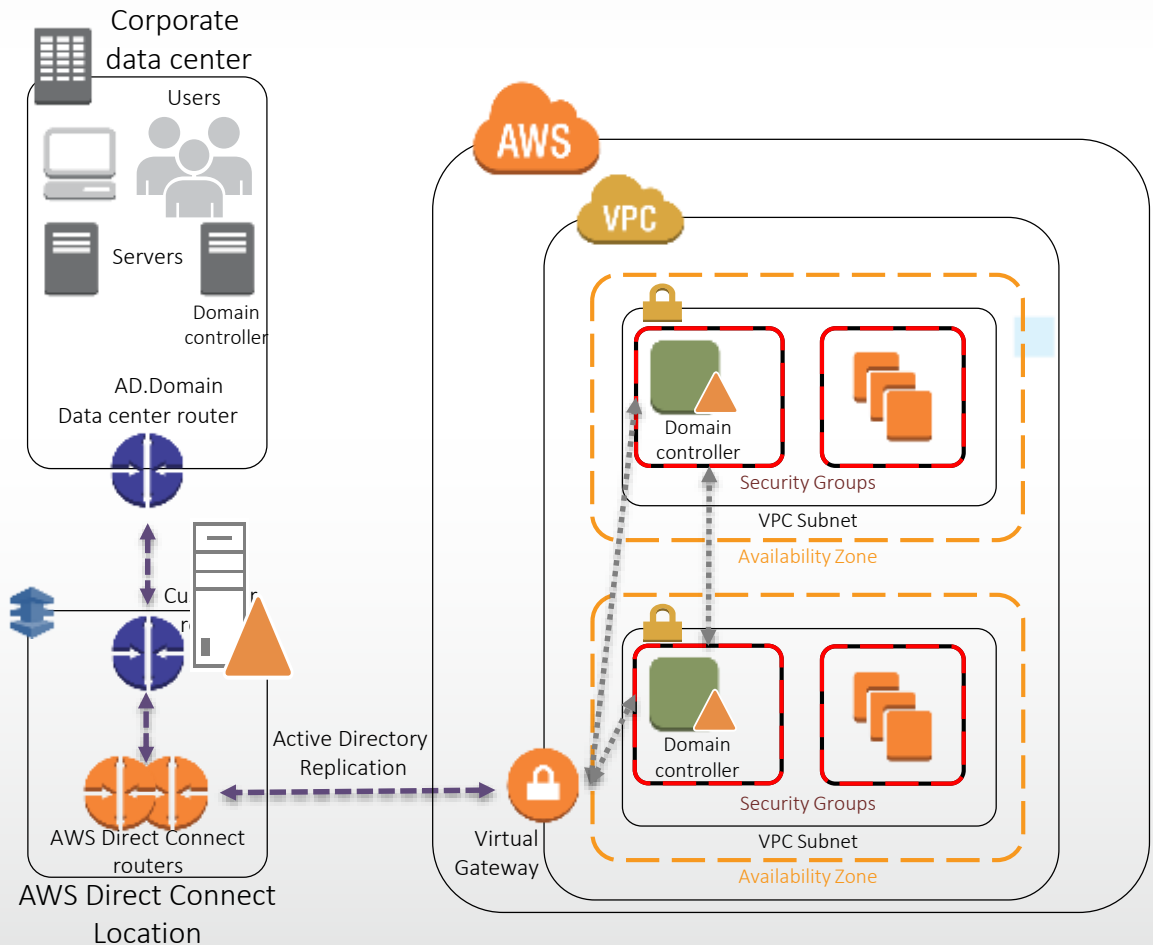 Corporate
data center
Users
Servers
Domain
controller
AD.Domain
Data center router
AWS Direct Connect
routers
AWS Direct Connect
Location
Active Directory
Replication
Virtual
Gateway
AWS
VPC
Domain
controller
Security Groups
VPC Subnet
Availability Zone
Domain
controller
Security Groups
VPC Subnet
Availability Zone